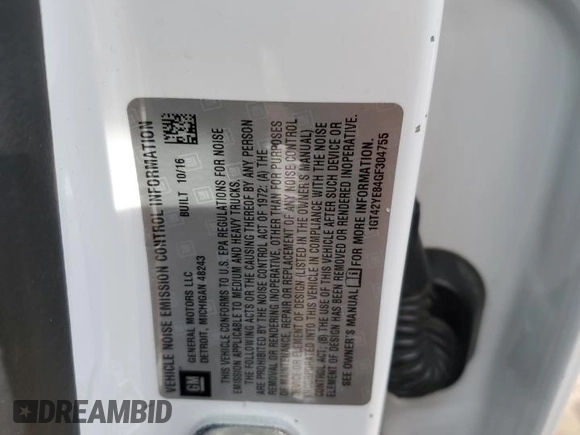 VEHICLE NOISE EMISSION CONTROL INFORMATION
GM
GENERAL MOTORS LLC
DETROIT, MICHIGAN 48243
BUILT 10/16
THIS VEHICLE CONFORMS TO U.S. EPA REGULATIONS FOR NOISE
EMISSION APPLICABLE TO MEDIUM AND HEAVY TRUCKS.
THE FOLLOWING ACTS OR THE CAUSING THEREOF BY ANY PERSON
ARE PROHIBITED BY THE NOISE CONTROL ACT OF 1972: (A) THE
REMOVAL OR RENDERING INOPERATIVE, OTHER THAN FOR PURPOSES
OF MAINTENANCE, REPAIR OR REPLACEMENT OF ANY NOISE CONTROL
AND/OR ELEMENT OF DESIGN (LISTED IN THE OWNER'S MANUAL)
INCORPORATED INTO THIS VEHICLE IN COMPLIANCE WITH THE NOISE
CONTROL ACT; (B) THE USE OF THIS VEHICLE AFTER SUCH DEVICE OR
ELEMENT OF DESIGN HAS BEEN REMOVED OR RENDERED INOPERATIVE.
SEE OWNER'S MANUAL
1GT42YE84GF304755
DREAMBID